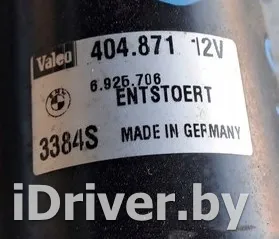 Valeo 404.871 12V
6.925.706
ENTSTOERT
3384S MADE IN GERMANY
iDriver.by